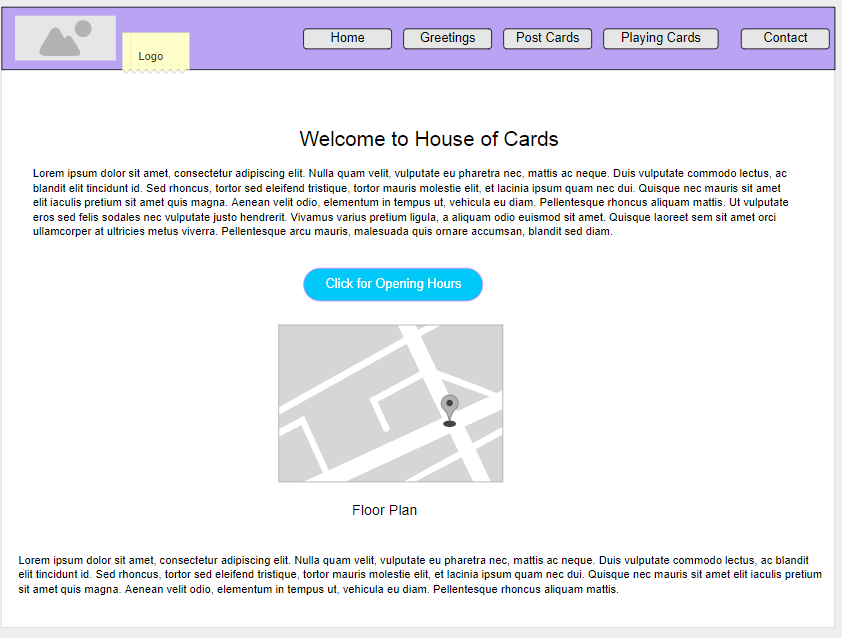 Logo
Home
Greetings
Post Cards
Playing Cards
Contact
Welcome to House of Cards
Lorem ipsum dolor sit amet, consectetur adipiscing elit. Nulla quam velit, vulputate eu pharetra nec, mattis ac neque. Duis vulputate commodo lectus, ac
blandit elit tincidunt id. Sed rhoncus, tortor sed eleifend tristique, tortor mauris molestie elit, et lacinia ipsum quam nec dui. Quisque nec mauris sit amet
elit iaculis pretium sit amet quis magna. Aenean velit odio, elementum in tempus ut, vehicula eu diam. Pellentesque rhoncus aliquam mattis. Ut vulputate
eros sed felis sodales nec vulputate justo hendrerit. Vivamus varius pretium ligula, a aliquam odio euismod sit amet. Quisque laoreet sem sit amet orci
ullamcorper at ultricies metus viverra. Pellentesque arcu mauris, malesuada quis ornare accumsan, blandit sed diam.
Click for Opening Hours
Floor Plan
Lorem ipsum dolor sit amet, consectetur adipiscing elit. Nulla quam velit, vulputate eu pharetra nec, mattis ac neque. Duis vulputate commodo lectus, ac blandit
elit tincidunt id. Sed rhoncus, tortor sed eleifend tristique, tortor mauris molestie elit, et lacinia ipsum quam nec dui. Quisque nec mauris sit amet elit iaculis pretium
sit amet quis magna. Aenean velit odio, elementum in tempus ut, vehicula eu diam. Pellentesque rhoncus aliquam mattis.